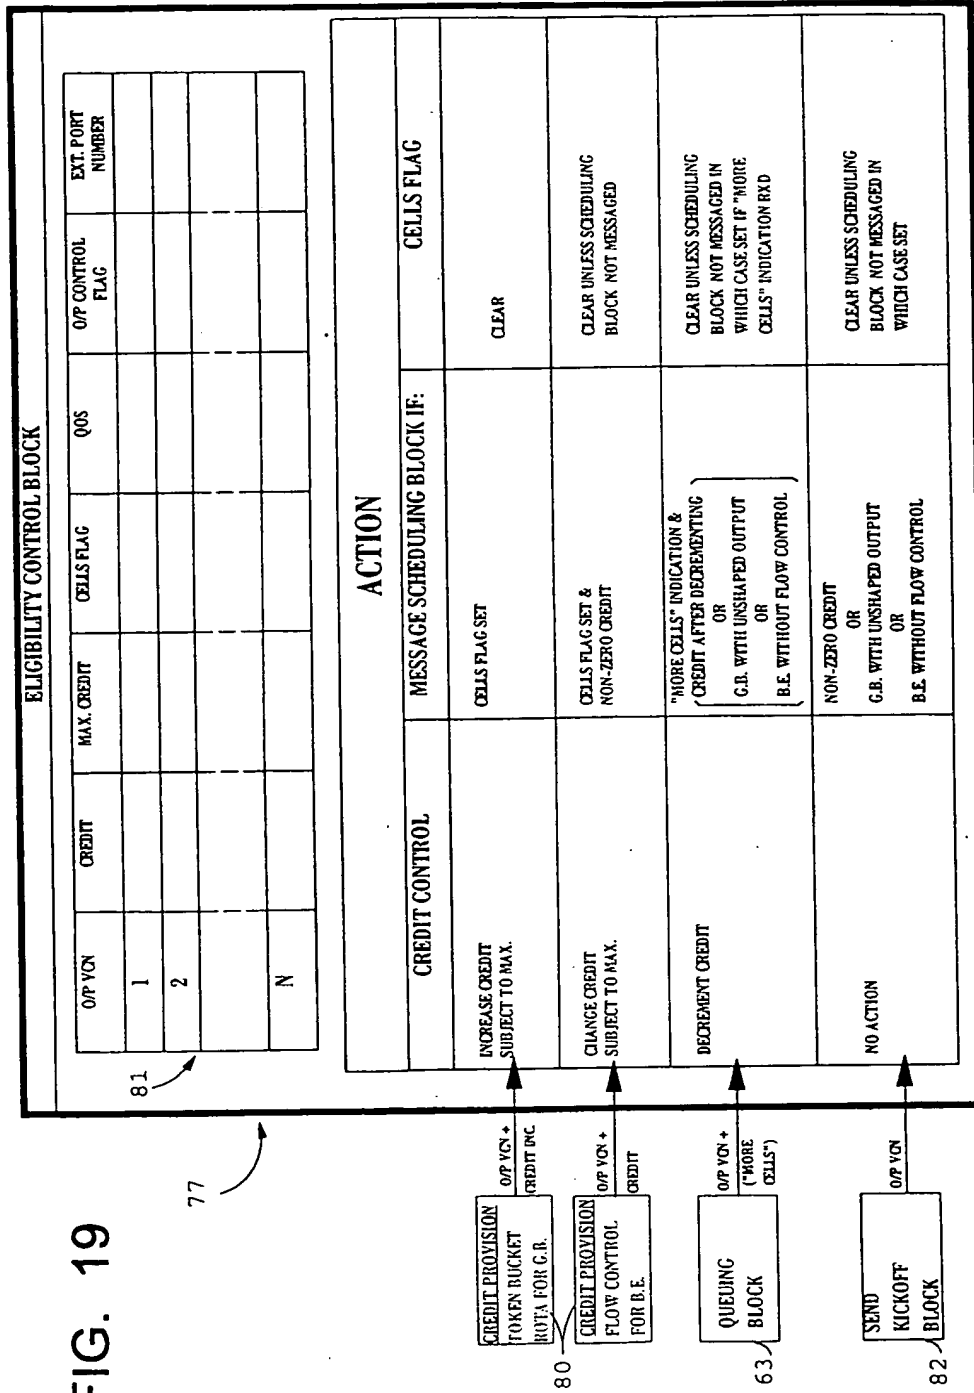 FIG. 19
77
ELIGIBILITY CONTROL BLOCK
81
O/P VCN
CREDIT
MAX. CREDIT
CELLS FLAG
QOS
O/P CONTROL
FLAG
EXT. PORT
NUMBER
1
2
N
ACTION
CREDIT CONTROL
MESSAGE SCHEDULING BLOCK IF:
CELLS FLAG
CREDIT PROVISION
TOKEN BUCKET
ROTA FOR G.B.
O/P VCN +
CREDIT INC.
INCREASE CREDIT
SUBJECT TO MAX.
CELLS FLAG SET
CLEAR
80
CREDIT PROVISION
FLOW CONTROL
FOR B.E.
O/P VCN +
CREDIT
CHANGE CREDIT
SUBJECT TO MAX.
CELLS FLAG SET &
NON-ZERO CREDIT
CLEAR UNLESS SCHEDULING
BLOCK NOT MESSAGED
63
QUEUING
BLOCK
O/P VCN +
("MORE
CELLS")
DECREMENT CREDIT
"MORE CELLS" INDICATION &
CREDIT AFTER DECREMENTING
OR
G.B. WITH UNSHAPED OUTPUT
OR
B.E. WITHOUT FLOW CONTROL
CLEAR UNLESS SCHEDULING
BLOCK NOT MESSAGED IN
WHICH CASE SET IF "MORE
CELLS" INDICATION RXD
82
SEND
KICKOFF
BLOCK
O/P VCN
NO ACTION
NON-ZERO CREDIT
OR
G.B. WITH UNSHAPED OUTPUT
OR
B.E. WITHOUT FLOW CONTROL
CLEAR UNLESS SCHEDULING
BLOCK NOT MESSAGED IN
WHICH CASE SET